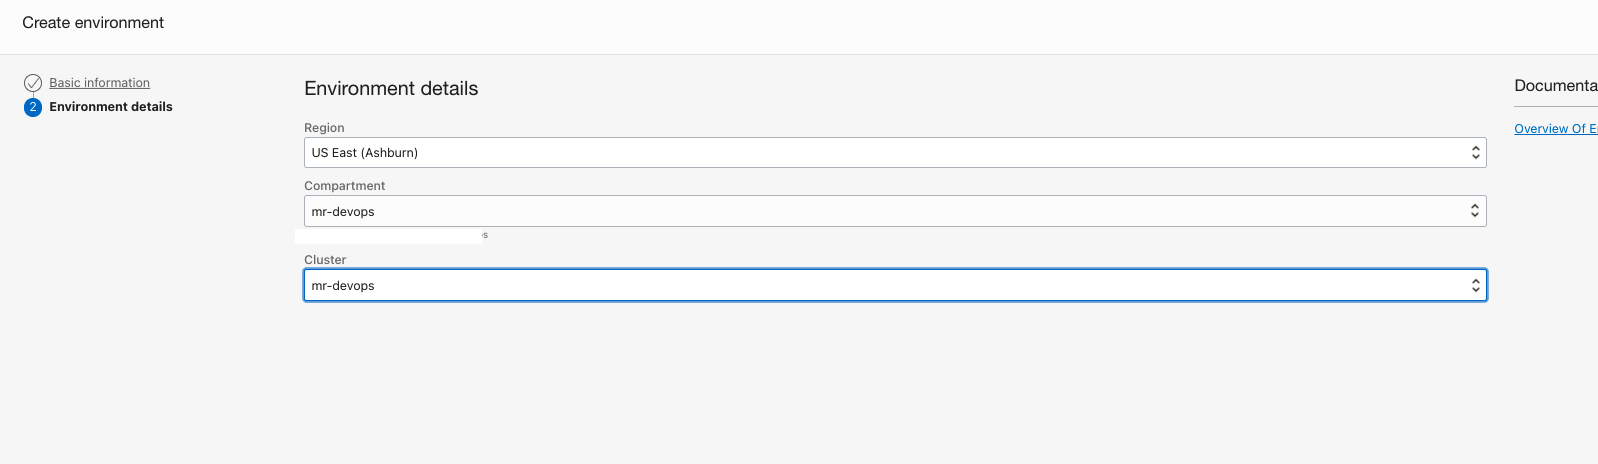 Create environment
Basic information
2 Environment details
Environment details
Region
US East (Ashburn)
Compartment
mr-devops
Cluster
mr-devops
Documenta
Overview Of E